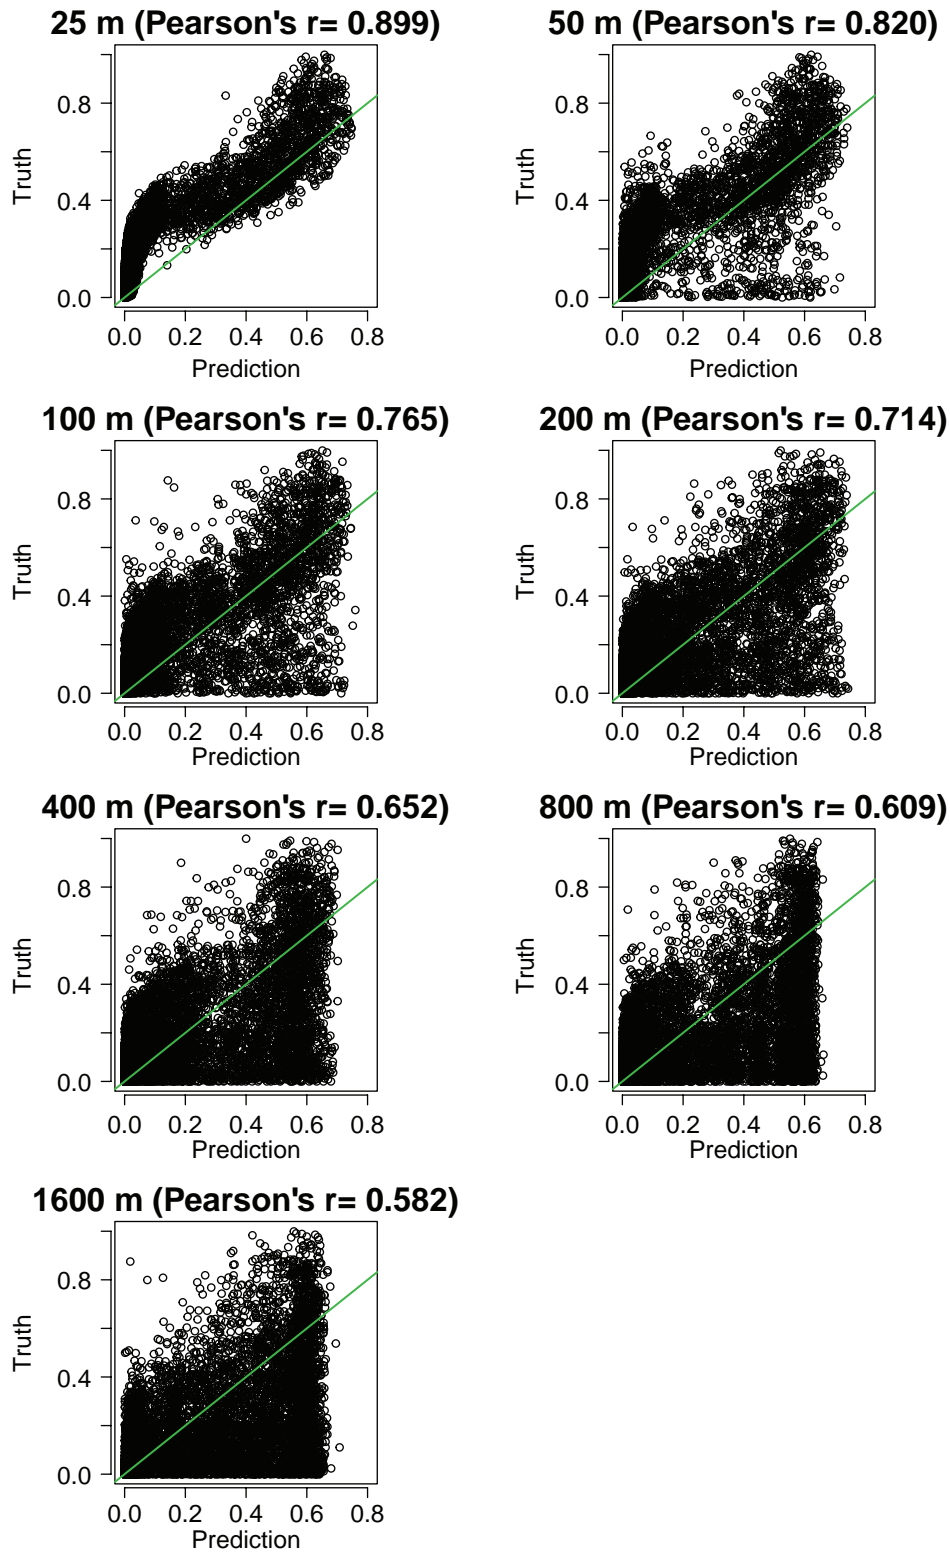 25 m (Pearson's r= 0.899)
Truth
0.8
0.4
0.0
0.0 0.2 0.4 0.6 0.8
Prediction
50 m (Pearson's r= 0.820)
Truth
0.8
0.4
0.0
0.0 0.2 0.4 0.6 0.8
Prediction
100 m (Pearson's r= 0.765)
Truth
0.8
0.4
0.0
0.0 0.2 0.4 0.6 0.8
Prediction
200 m (Pearson's r= 0.714)
Truth
0.8
0.4
0.0
0.0 0.2 0.4 0.6 0.8
Prediction
400 m (Pearson's r= 0.652)
Truth
0.8
0.4
0.0
0.0 0.2 0.4 0.6 0.8
Prediction
800 m (Pearson's r= 0.609)
Truth
0.8
0.4
0.0
0.0 0.2 0.4 0.6 0.8
Prediction
1600 m (Pearson's r= 0.582)
Truth
0.8
0.4
0.0
0.0 0.2 0.4 0.6 0.8
Prediction